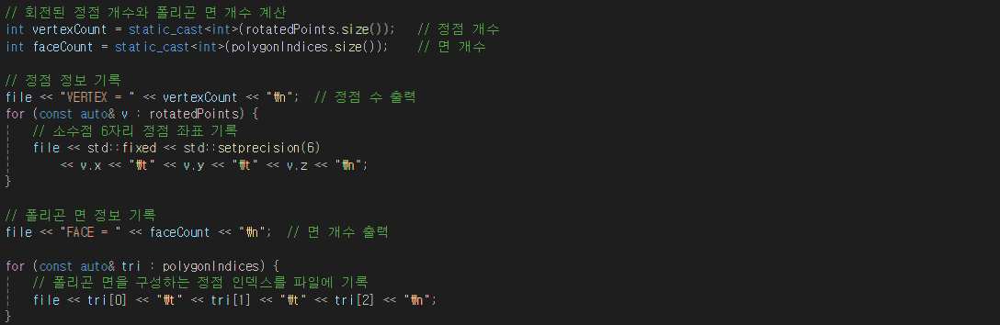 // 회전된 정점 개수와 폴리곤 면 개수 계산
int vertexCount = static_cast<int>(rotatedPoints.size());   // 정점 개수
int faceCount = static_cast<int>(polygonIndices.size());    // 면 개수
// 정점 정보 기록
file << "VERTEX = " << vertexCount << "₩n";  // 정점 수 출력
for (const auto& v : rotatedPoints) {
    // 소수점 6자리 정점 좌표 기록
    file << std::fixed << std::setprecision(6)
        << v.x << "₩t" << v.y << "₩t" << v.z << "₩n";
}
// 폴리곤 면 정보 기록
file << "FACE = " << faceCount << "₩n";  // 면 개수 출력
for (const auto& tri : polygonIndices) {
    // 폴리곤 면을 구성하는 정점 인덱스를 파일에 기록
    file << tri[0] << "₩t" << tri[1] << "₩t" << tri[2] << "₩n";
}